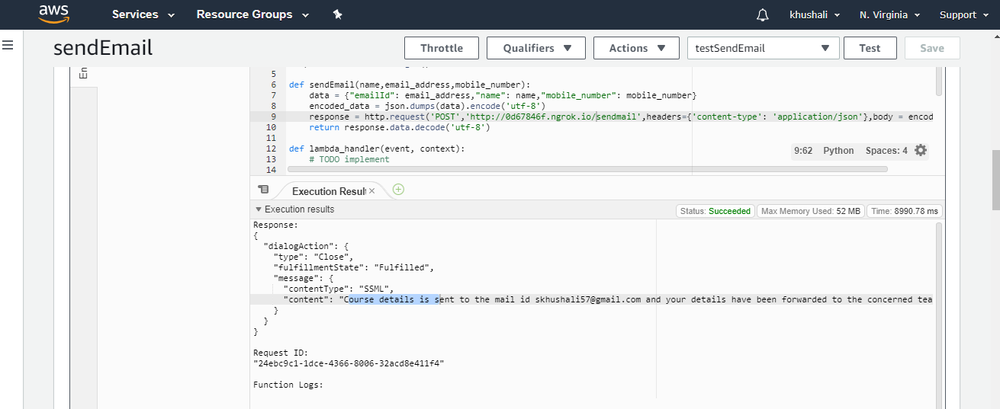 aws Services Resource Groups khushali N. Virginia Support
sendEmail Throttle Qualifiers Actions testSendEmail Test Save
En
5
6 def sendEmail(name,email_address,mobile_number):
7 data = {"emailId": email_address,"name": name,"mobile_number": mobile_number}
8 encoded_data = json.dumps(data).encode('utf-8')
9 response = http.request('POST','http://0d67846f.ngrok.io/sendmail',headers={'content-type': 'application/json'},body = encod
10 return response.data.decode('utf-8')
11
12 def lambda_handler(event, context):
13 # TODO implement
14
9:62 Python Spaces: 4
Execution Result ×
Execution results Status: Succeeded Max Memory Used: 52 MB Time: 8990.78 ms
Response:
{
"dialogAction": {
"type": "Close",
"fulfillmentState": "Fulfilled",
"message": {
"contentType": "SSML",
"content": "Course details is sent to the mail id skhushali57@gmail.com and your details have been forwarded to the concerned tea
}
}
}
Request ID:
"24ebc9c1-1dce-4366-8006-32acd8e411f4"
Function Logs: